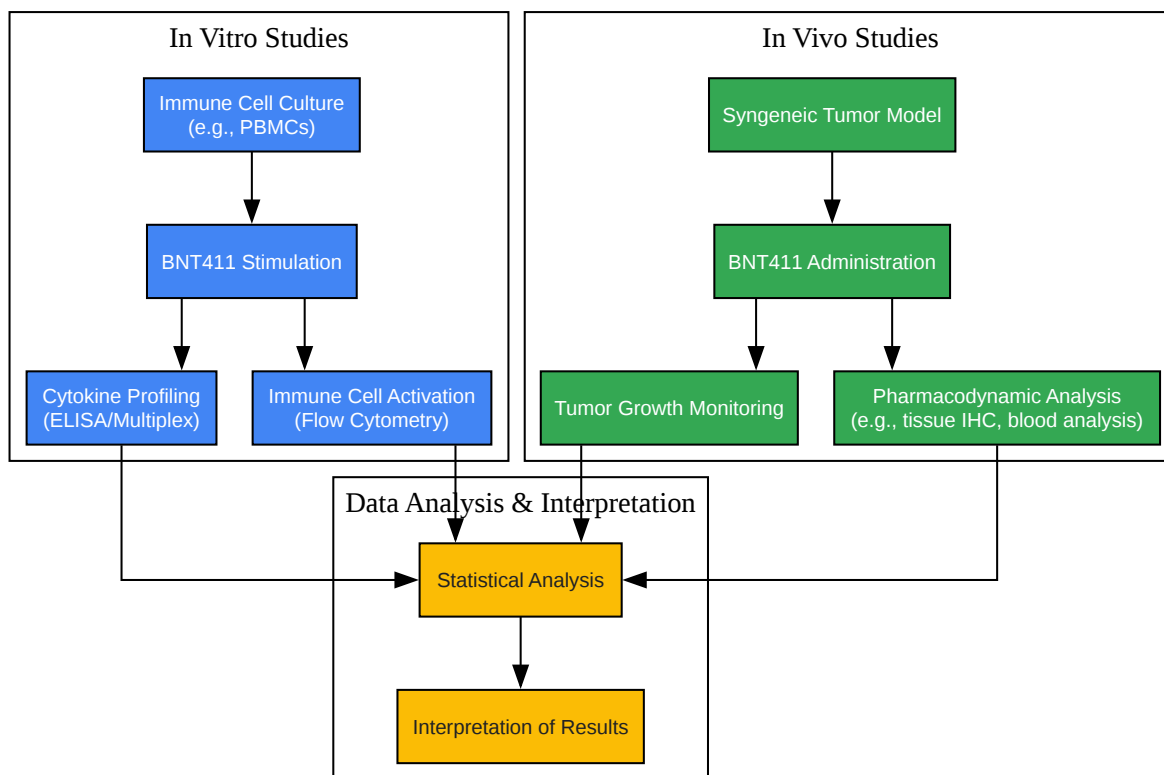 In Vitro Studies
Immune Cell Culture
(e.g., PBMCs)
BNT411 Stimulation
Cytokine Profiling
(ELISA/Multiplex)
Immune Cell Activation
(Flow Cytometry)
In Vivo Studies
Syngeneic Tumor Model
BNT411 Administration
Tumor Growth Monitoring
Pharmacodynamic Analysis
(e.g., tissue IHC, blood analysis)
Data Analysis & Interpretation
Statistical Analysis
Interpretation of Results